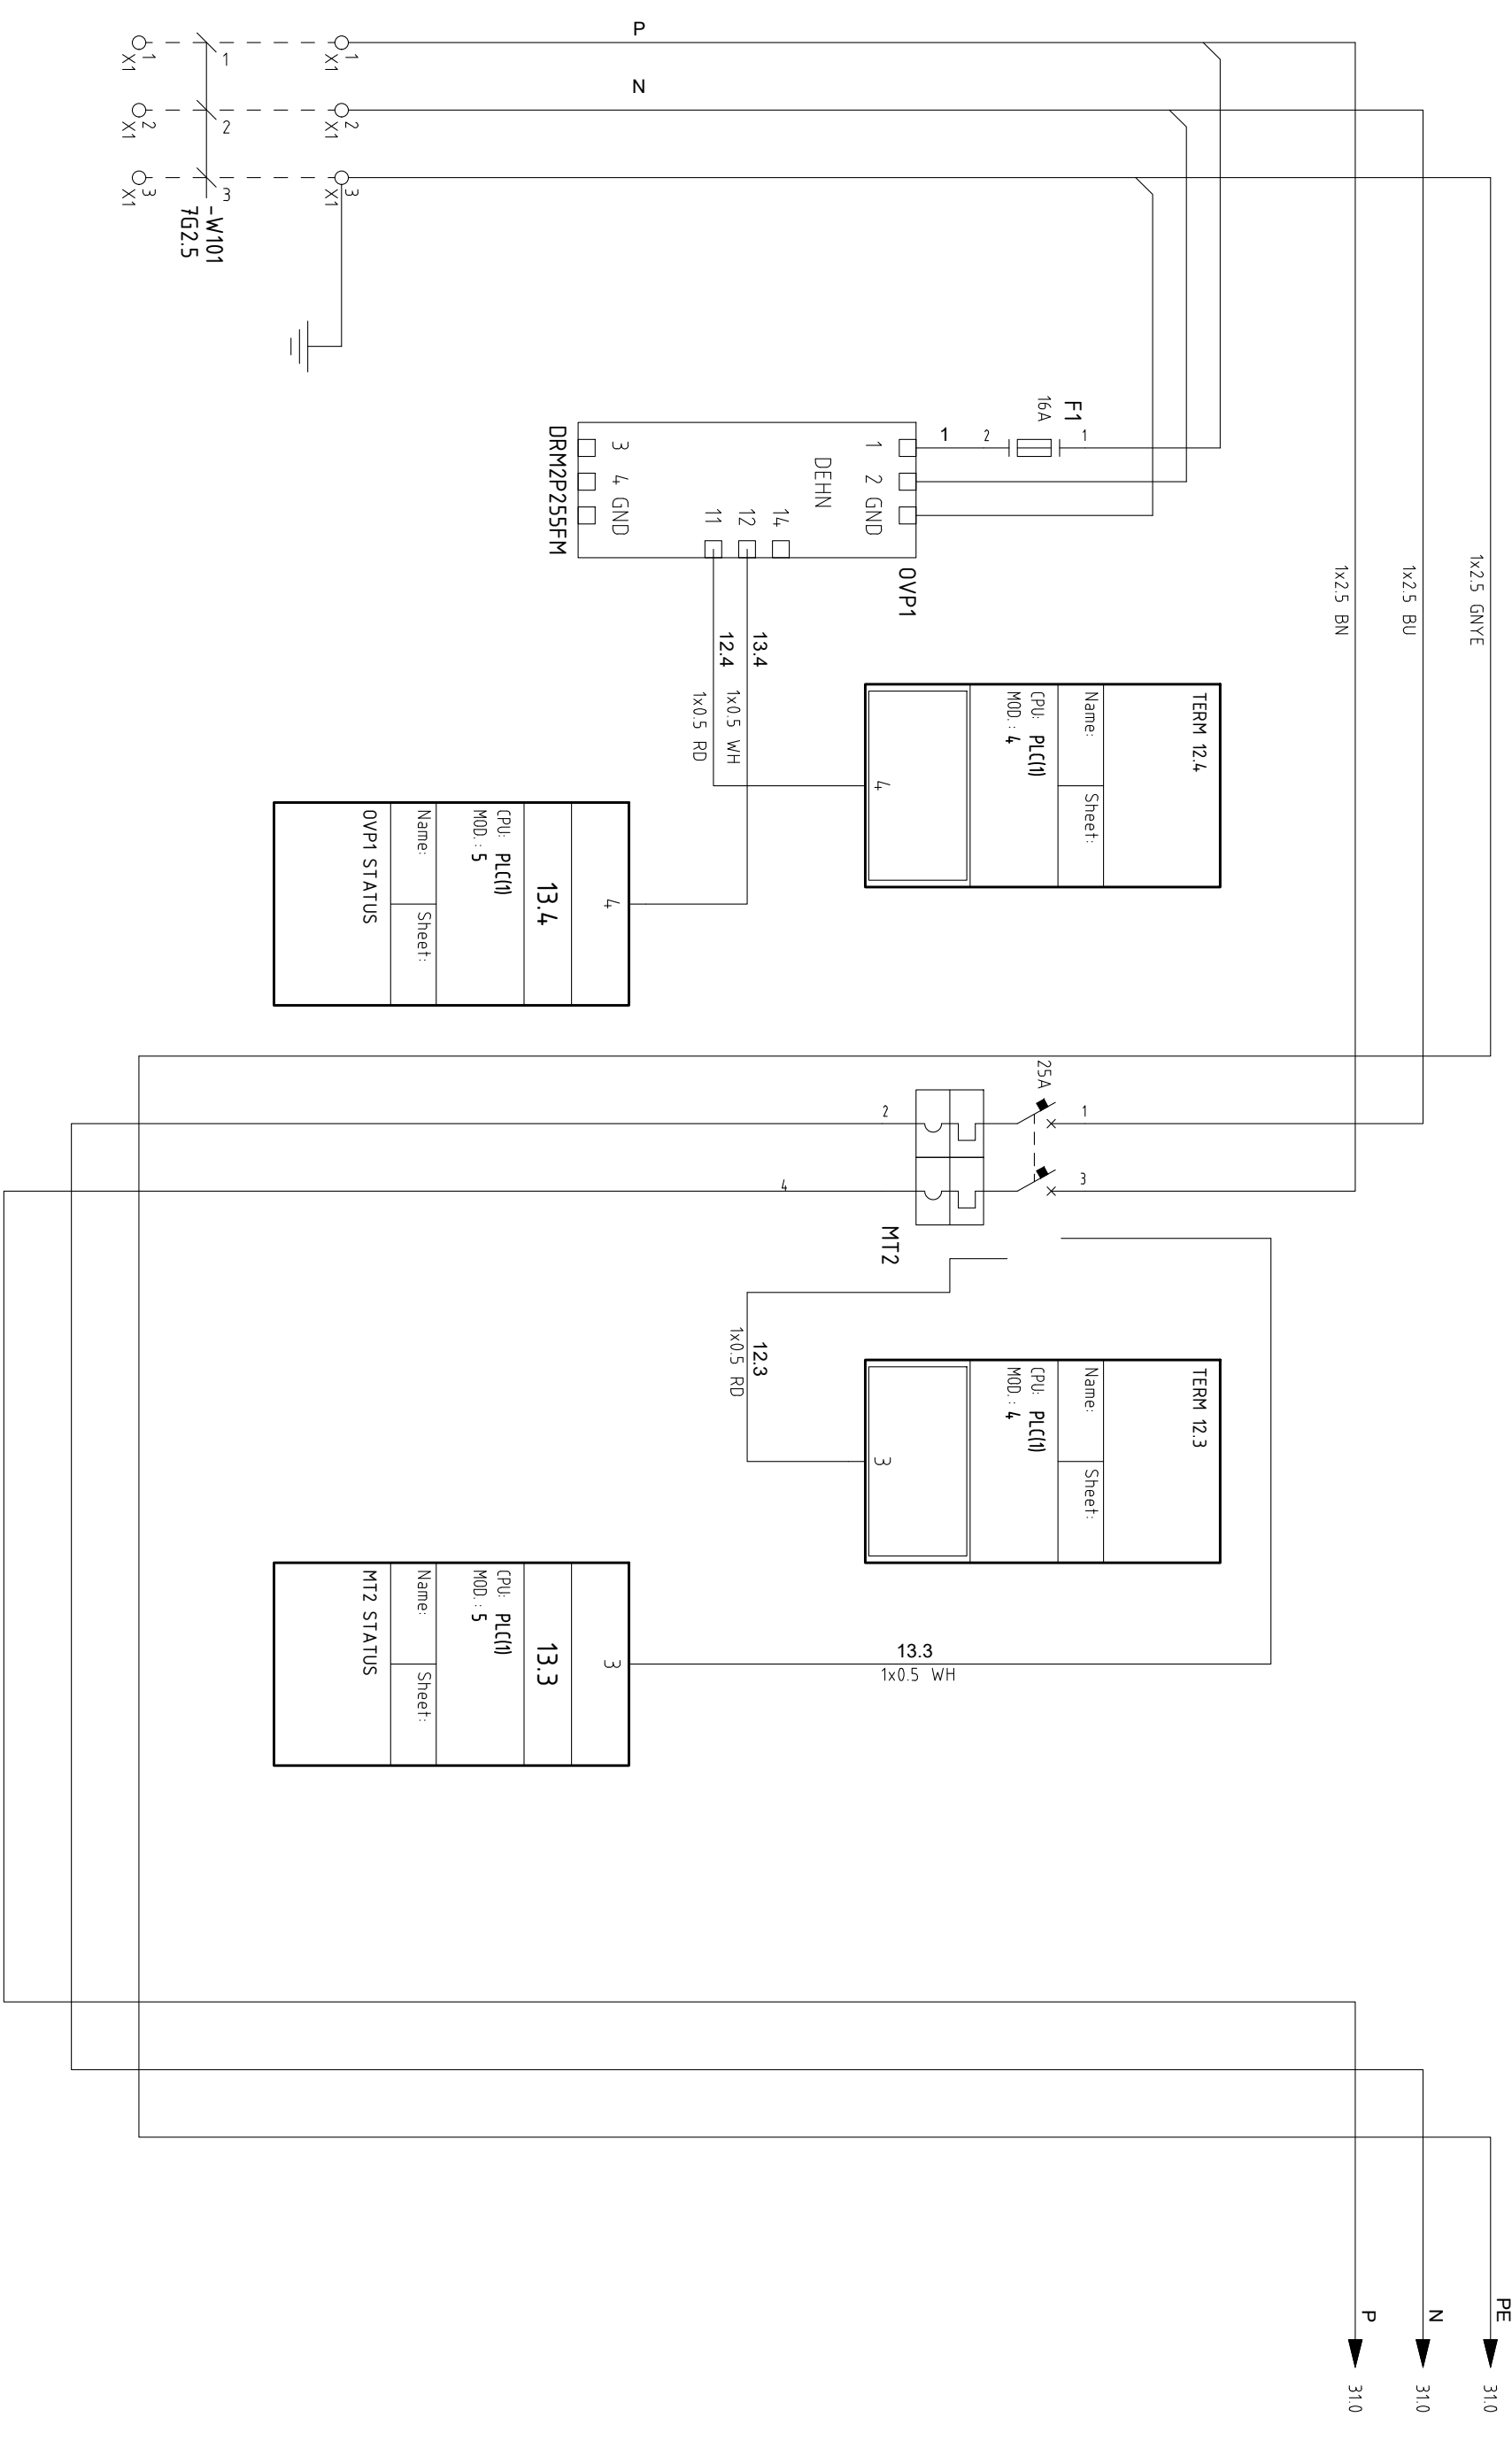 P
N
1
X1
1
1
X1
2
X1
2
2
X1
3
X1
3
3
X1
-W101
7G2.5
F1
16A
1
2
1
1 2 GND
DEHN
14
12
11
3 4 GND
DRM2P255FM
OVP1
1x2.5 GNYE
1x2.5 BU
1x2.5 BN
13.4
1x0.5 WH
12.4
1x0.5 RD
TERM 12.4
Name:
Sheet:
CPU: PLC(1)
MOD.: 4
4
4
13.4
CPU: PLC(1)
MOD.: 5
Name:
Sheet:
OVP1 STATUS
25A
1
3
2
4
MT2
12.3
1x0.5 RD
TERM 12.3
Name:
Sheet:
CPU: PLC(1)
MOD.: 4
3
3
13.3
CPU: PLC(1)
MOD.: 5
Name:
Sheet:
MT2 STATUS
13.3
1x0.5 WH
PE
N
P
31.0
31.0
31.0